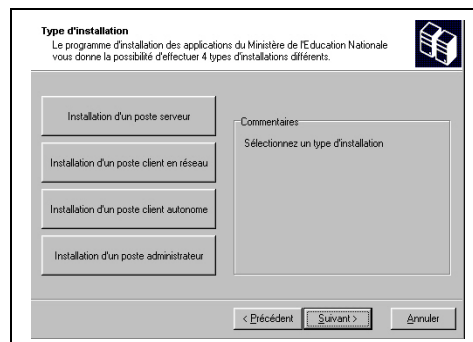 Type d'installation
Le programme d'installation des applications du Ministère de l'Education Nationale
vous donne la possibilité d'effectuer 4 types d'installations différents.
Installation d'un poste serveur
Installation d'un poste client en réseau
Installation d'un poste client autonome
Installation d'un poste administrateur
Commentaires
Sélectionnez un type d'installation
< Précédent
Suivant >
Annuler